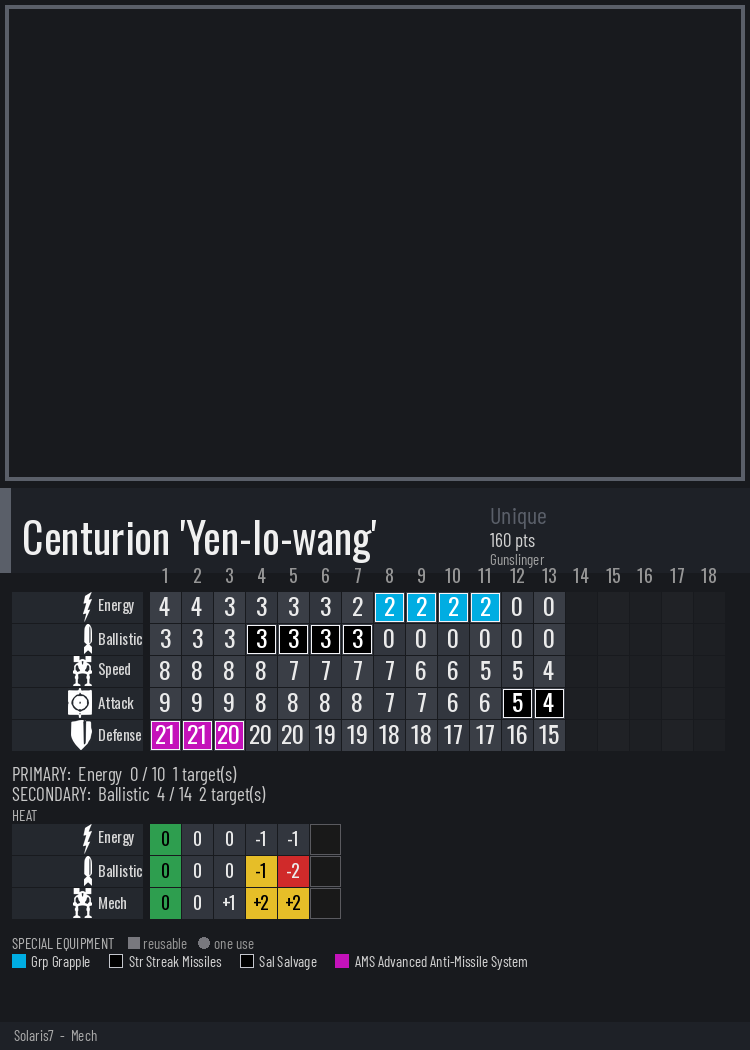 Centurion 'Yen-lo-wang'
Unique
160 pts
Gunslinger
1 2 3 4 5 6 7 8 9 10 11 12 13 14 15 16 17 18
Energy 4 4 3 3 3 3 2 2 2 2 2 0 0
Ballistic 3 3 3 3 3 3 3 0 0 0 0 0 0
Speed 8 8 8 8 7 7 7 7 6 6 5 5 4
Attack 9 9 9 8 8 8 8 7 7 6 6 5 4
Defense 21 21 20 20 20 19 19 18 18 17 17 16 15
PRIMARY: Energy 0 / 10 1 target(s)
SECONDARY: Ballistic 4 / 14 2 target(s)
HEAT
Energy 0 0 0 -1 -1
Ballistic 0 0 0 -1 -2
Mech 0 0 +1 +2 +2
SPECIAL EQUIPMENT reusable one use
Grp Grapple Str Streak Missiles Sal Salvage AMS Advanced Anti-Missile System
Solaris7 - Mech